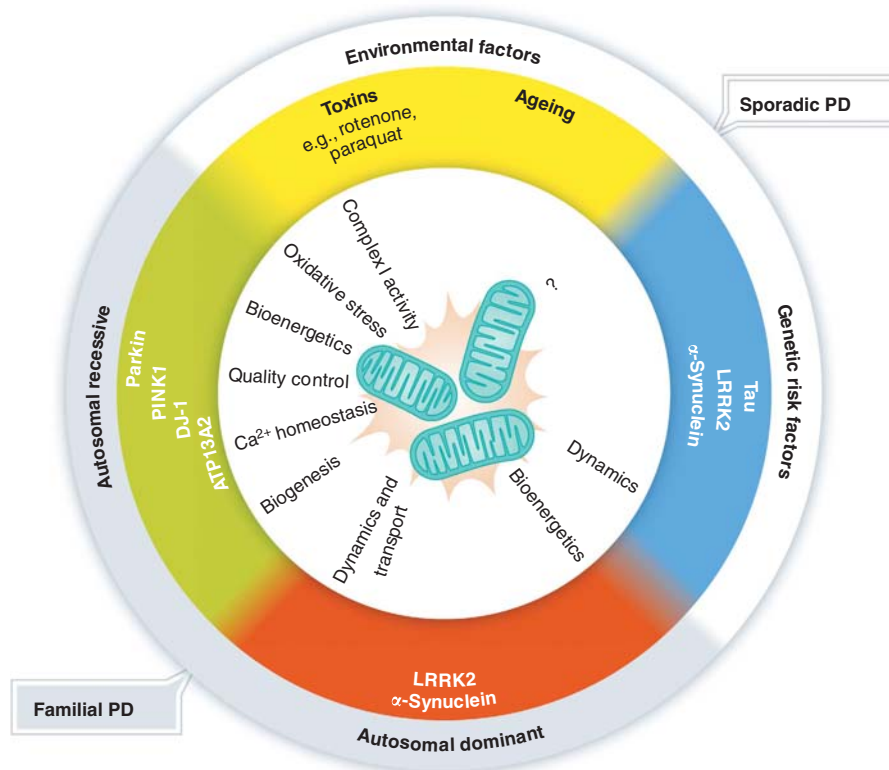 Environmental factors
Toxins
e.g., rotenone,
paraquat
Ageing
Sporadic PD
Genetic risk factors
Tau
LRRK2
α-Synuclein
Autosomal recessive
Parkin
PINK1
DJ-1
ATP13A2
Complex I activity
Oxidative stress
Bioenergetics
Quality control
Ca²⁺ homeostasis
Biogenesis
Dynamics and
transport
?
Dynamics
Bioenergetics
LRRK2
α-Synuclein
Autosomal dominant
Familial PD